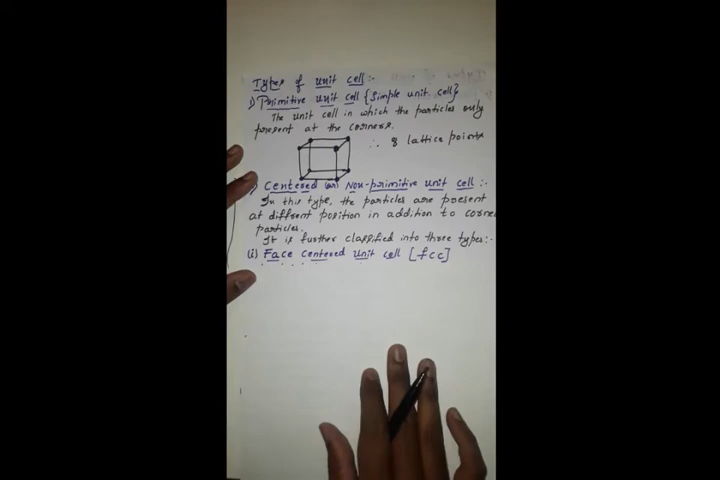 Types of unit cell:-
i) Primitive unit cell {simple unit cell}
The unit cell in which the particles only
present at the corners.
∴ 8 lattice points
) Centered (or) Non-primitive unit cell :-
In this type, the particles are present
at diffrent position in addition to corner
particles.
It is further classified into three types:-
(i) Face centered unit cell [fcc]